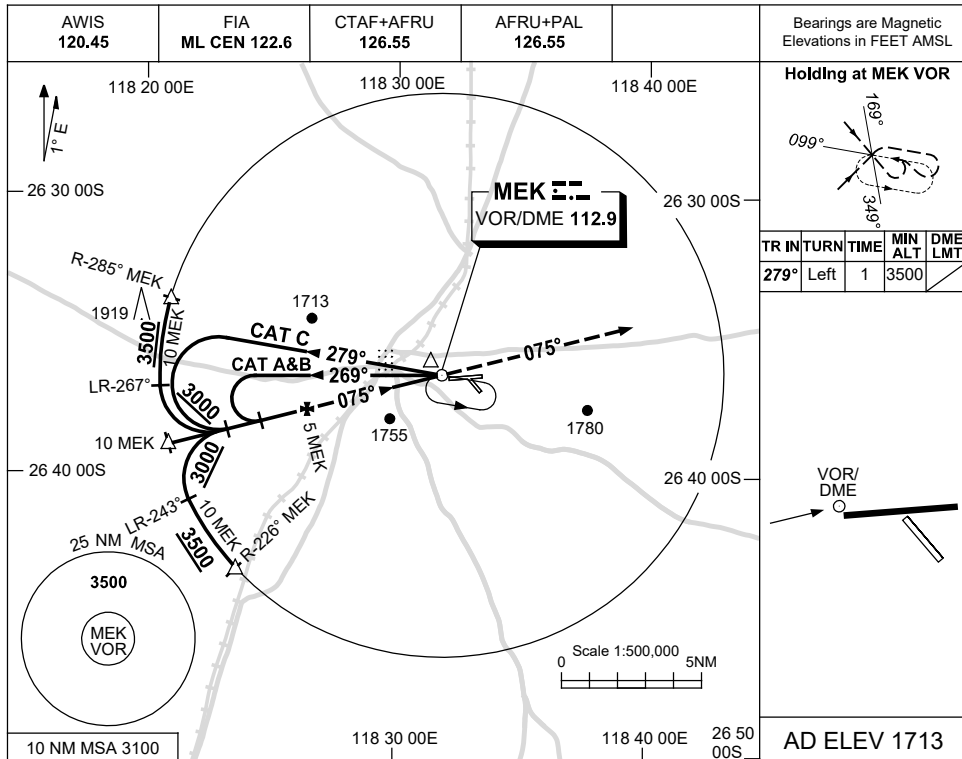 AWIS
120.45
FIA
ML CEN 122.6
CTAF+AFRU
126.55
AFRU+PAL
126.55
Bearings are Magnetic
Elevations in FEET AMSL
118 20 00E
118 30 00E
118 40 00E
1° E
26 30 00S
26 30 00S
MEK
VOR/DME 112.9
R-285° MEK
1919
3500
10 MEK
1713
CAT C
279°
CAT A&B
269°
075°
075°
LR-267°
3000
10 MEK
5 MEK
1755
1780
26 40 00S
26 40 00S
3000
LR-243°
10 MEK
R-226° MEK
3500
25 NM MSA
3500
MEK
VOR
Scale 1:500,000
0 5NM
10 NM MSA 3100
118 30 00E
118 40 00E
26 50
00S
Holding at MEK VOR
169°
099°
349°
TR IN TURN TIME MIN ALT DME LMT
279° Left 1 3500
VOR/
DME
AD ELEV 1713